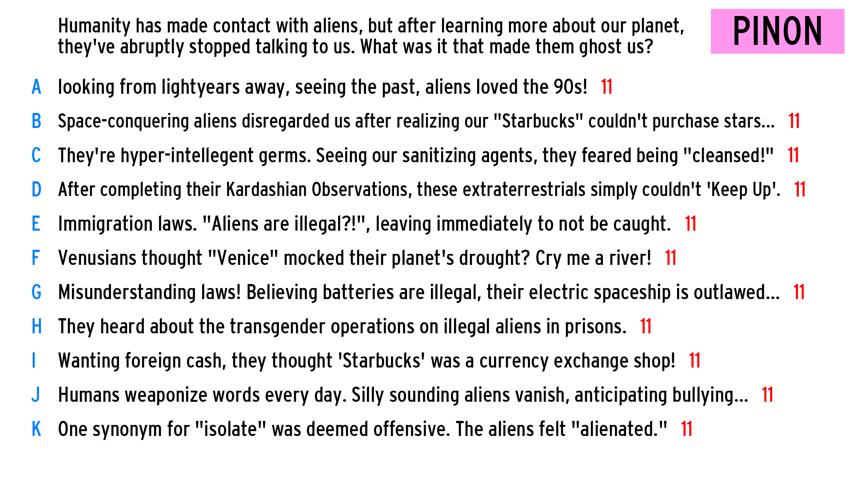 Humanity has made contact with aliens, but after learning more about our planet,
they've abruptly stopped talking to us. What was it that made them ghost us?
PINON
A looking from lightyears away, seeing the past, aliens loved the 90s! 11
B Space-conquering aliens disregarded us after realizing our "Starbucks" couldn't purchase stars... 11
C They're hyper-intellegent germs. Seeing our sanitizing agents, they feared being "cleansed!" 11
D After completing their Kardashian Observations, these extraterrestrials simply couldn't 'Keep Up'. 11
E Immigration laws. "Aliens are illegal?!", leaving immediately to not be caught. 11
F Venusians thought "Venice" mocked their planet's drought? Cry me a river! 11
G Misunderstanding laws! Believing batteries are illegal, their electric spaceship is outlawed... 11
H They heard about the transgender operations on illegal aliens in prisons. 11
I Wanting foreign cash, they thought 'Starbucks' was a currency exchange shop! 11
J Humans weaponize words every day. Silly sounding aliens vanish, anticipating bullying... 11
K One synonym for "isolate" was deemed offensive. The aliens felt "alienated." 11